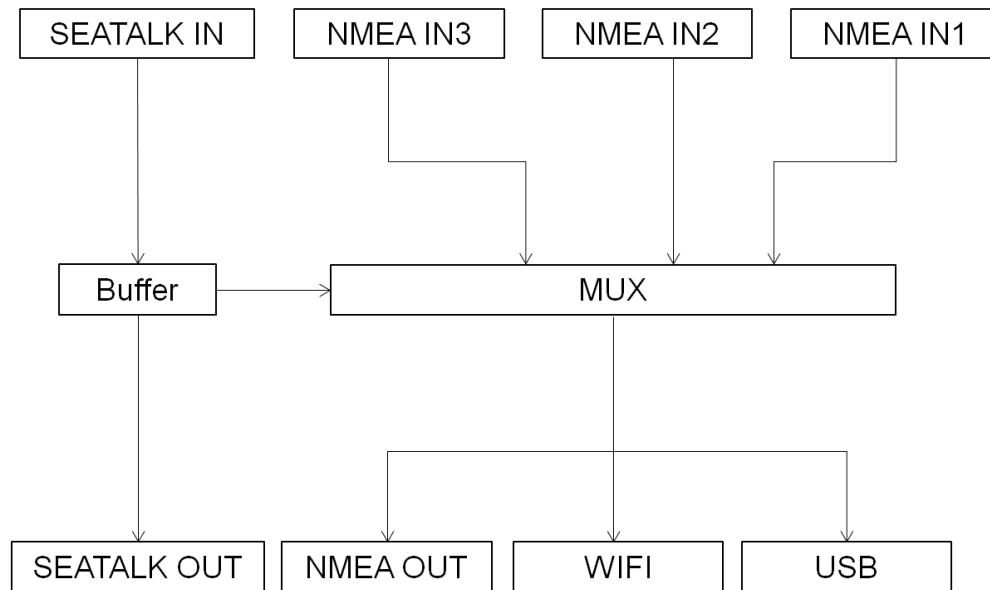 SEATALK IN
NMEA IN3
NMEA IN2
NMEA IN1
Buffer
MUX
SEATALK OUT
NMEA OUT
WIFI
USB